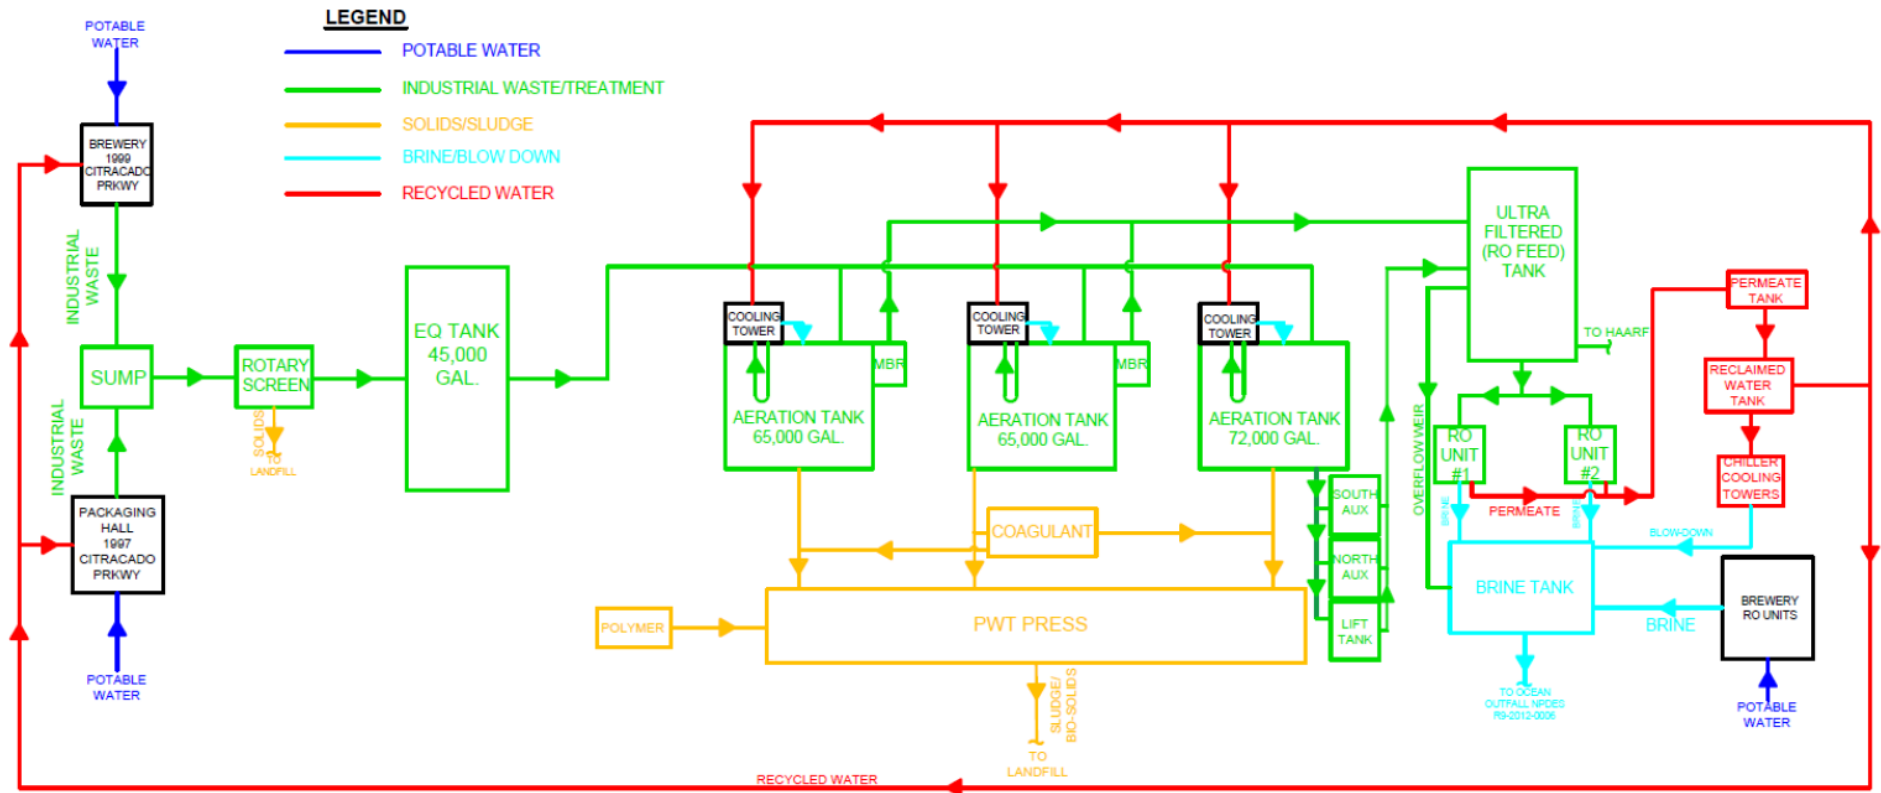 LEGEND
POTABLE WATER
INDUSTRIAL WASTE/TREATMENT
SOLIDS/SLUDGE
BRINE/BLOW DOWN
RECYCLED WATER
POTABLE
WATER
BREWERY
1999
CITRACADO
PRKWY
INDUSTRIAL
WASTE
SUMP
INDUSTRIAL
WASTE
PACKAGING
HALL
1997
CITRACADO
PRKWY
POTABLE
WATER
ROTARY
SCREEN
SOLIDS
TO
LANDFILL
EQ TANK
45,000
GAL.
COOLING
TOWER
MBR
AERATION TANK
65,000 GAL.
COOLING
TOWER
MBR
AERATION TANK
65,000 GAL.
COOLING
TOWER
AERATION TANK
72,000 GAL.
COAGULANT
POLYMER
PWT PRESS
SLUDGE/
BIO-SOLIDS
TO
LANDFILL
SOUTH
AUX
NORTH
AUX
LIFT
TANK
ULTRA
FILTERED
(RO FEED)
TANK
TO HAARF
OVERFLOW WEIR
RO
UNIT
#1
RO
UNIT
#2
BRINE
BRINE
PERMEATE
PERMEATE
TANK
RECLAIMED
WATER
TANK
CHILLER
COOLING
TOWERS
BLOW-DOWN
BRINE TANK
BRINE
BREWERY
RO UNITS
POTABLE
WATER
TO OCEAN
OUTFALL NPDES
R9-2012-0006
RECYCLED WATER